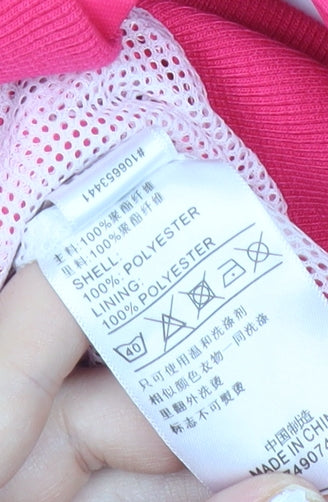 #106653441
主料:100%聚酯纤维
里料:100%聚酯纤维
SHELL:
100% POLYESTER
LINING:
100% POLYESTER
40
只可使用温和洗涤剂
相似颜色衣物一同洗涤
里翻外洗烫
标志不可熨烫
中国制造
MADE IN CHIN
749074